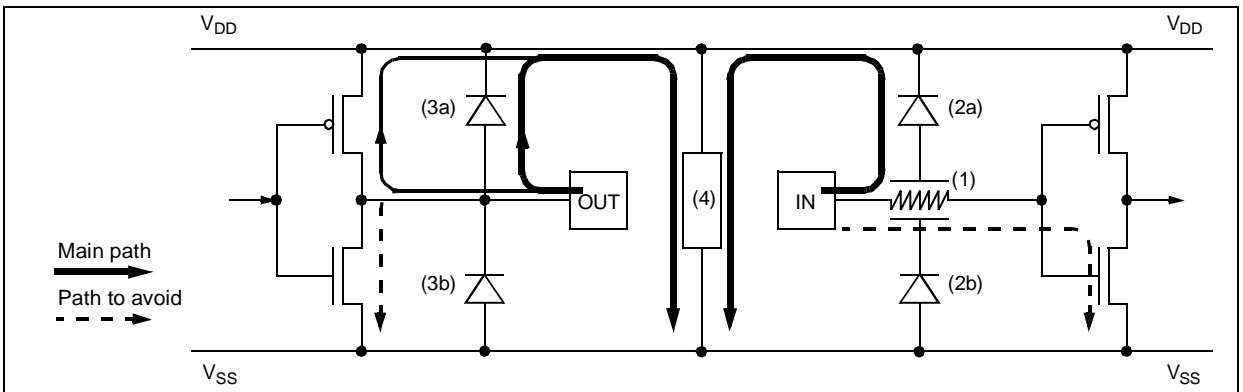 VDD
VDD
(3a)
(2a)
(1)
OUT
(4)
IN
Main path
(3b)
(2b)
Path to avoid
VSS
VSS